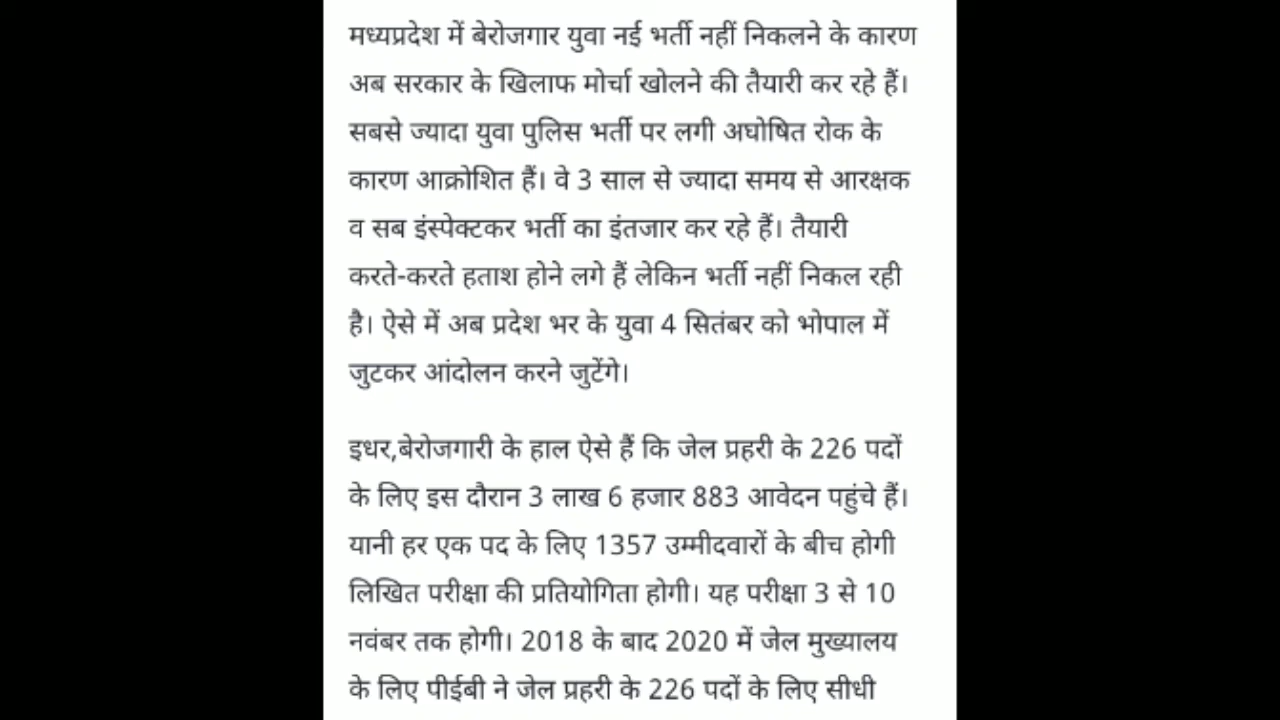 मध्यप्रदेश में बेरोजगार युवा नई भर्ती नहीं निकलने के कारण
अब सरकार के खिलाफ मोर्चा खोलने की तैयारी कर रहे हैं।
सबसे ज्यादा युवा पुलिस भर्ती पर लगी अघोषित रोक के
कारण आक्रोशित हैं। वे 3 साल से ज्यादा समय से आरक्षक
व सब इंस्पेक्टकर भर्ती का इंतजार कर रहे हैं। तैयारी
करते-करते हताश होने लगे हैं लेकिन भर्ती नहीं निकल रही
है। ऐसे में अब प्रदेश भर के युवा 4 सितंबर को भोपाल में
जुटकर आंदोलन करने जुटेंगे।
इधर,बेरोजगारी के हाल ऐसे हैं कि जेल प्रहरी के 226 पदों
के लिए इस दौरान 3 लाख 6 हजार 883 आवेदन पहुंचे हैं।
यानी हर एक पद के लिए 1357 उम्मीदवारों के बीच होगी
लिखित परीक्षा की प्रतियोगिता होगी। यह परीक्षा 3 से 10
नवंबर तक होगी। 2018 के बाद 2020 में जेल मुख्यालय
के लिए पीईबी ने जेल प्रहरी के 226 पदों के लिए सीधी